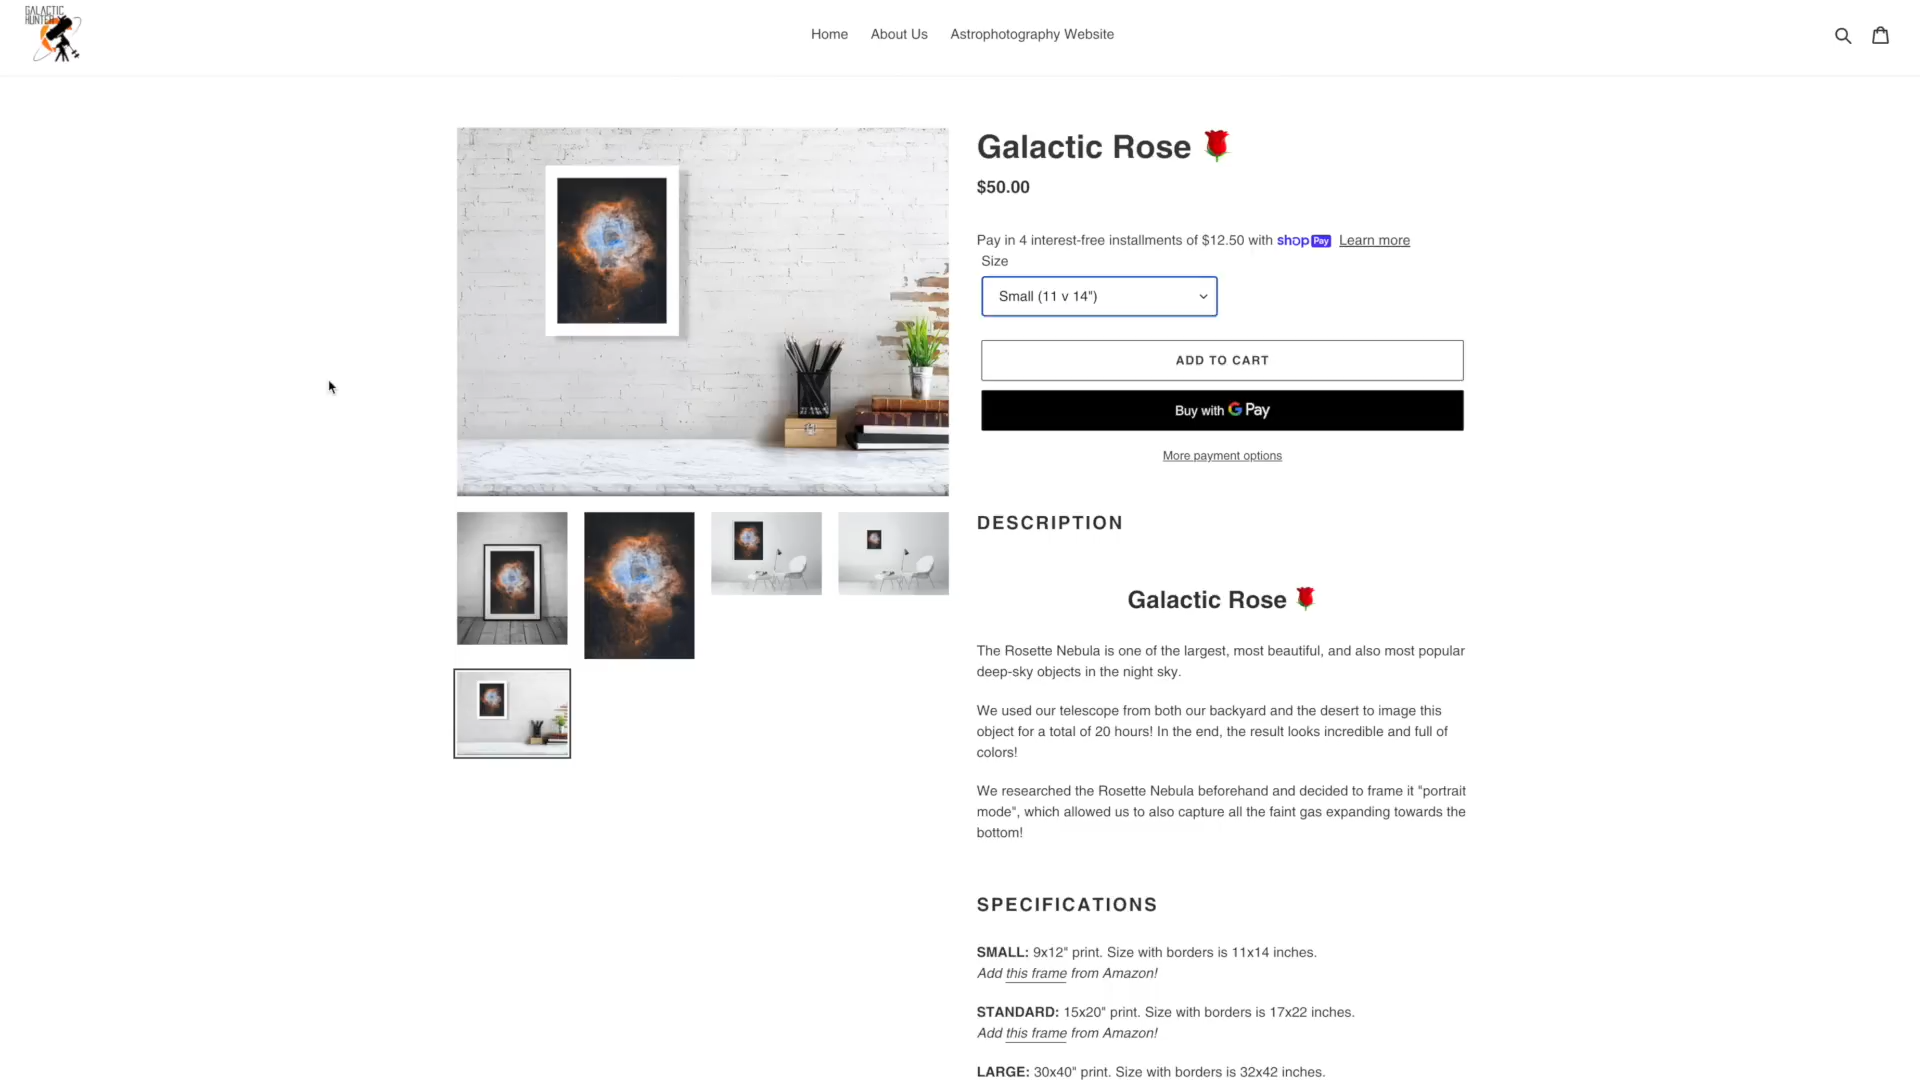 GALACTIC
HUNTER
Home About Us Astrophotography Website
Galactic Rose 🌹
$50.00
Pay in 4 interest-free installments of $12.50 with shop Pay Learn more
Size
Small (11 v 14")
ADD TO CART
Buy with G Pay
More payment options
DESCRIPTION
Galactic Rose 🌹
The Rosette Nebula is one of the largest, most beautiful, and also most popular
deep-sky objects in the night sky.
We used our telescope from both our backyard and the desert to image this
object for a total of 20 hours! In the end, the result looks incredible and full of
colors!
We researched the Rosette Nebula beforehand and decided to frame it "portrait
mode", which allowed us to also capture all the faint gas expanding towards the
bottom!
SPECIFICATIONS
SMALL: 9x12" print. Size with borders is 11x14 inches.
Add this frame from Amazon!
STANDARD: 15x20" print. Size with borders is 17x22 inches.
Add this frame from Amazon!
LARGE: 30x40" print. Size with borders is 32x42 inches.